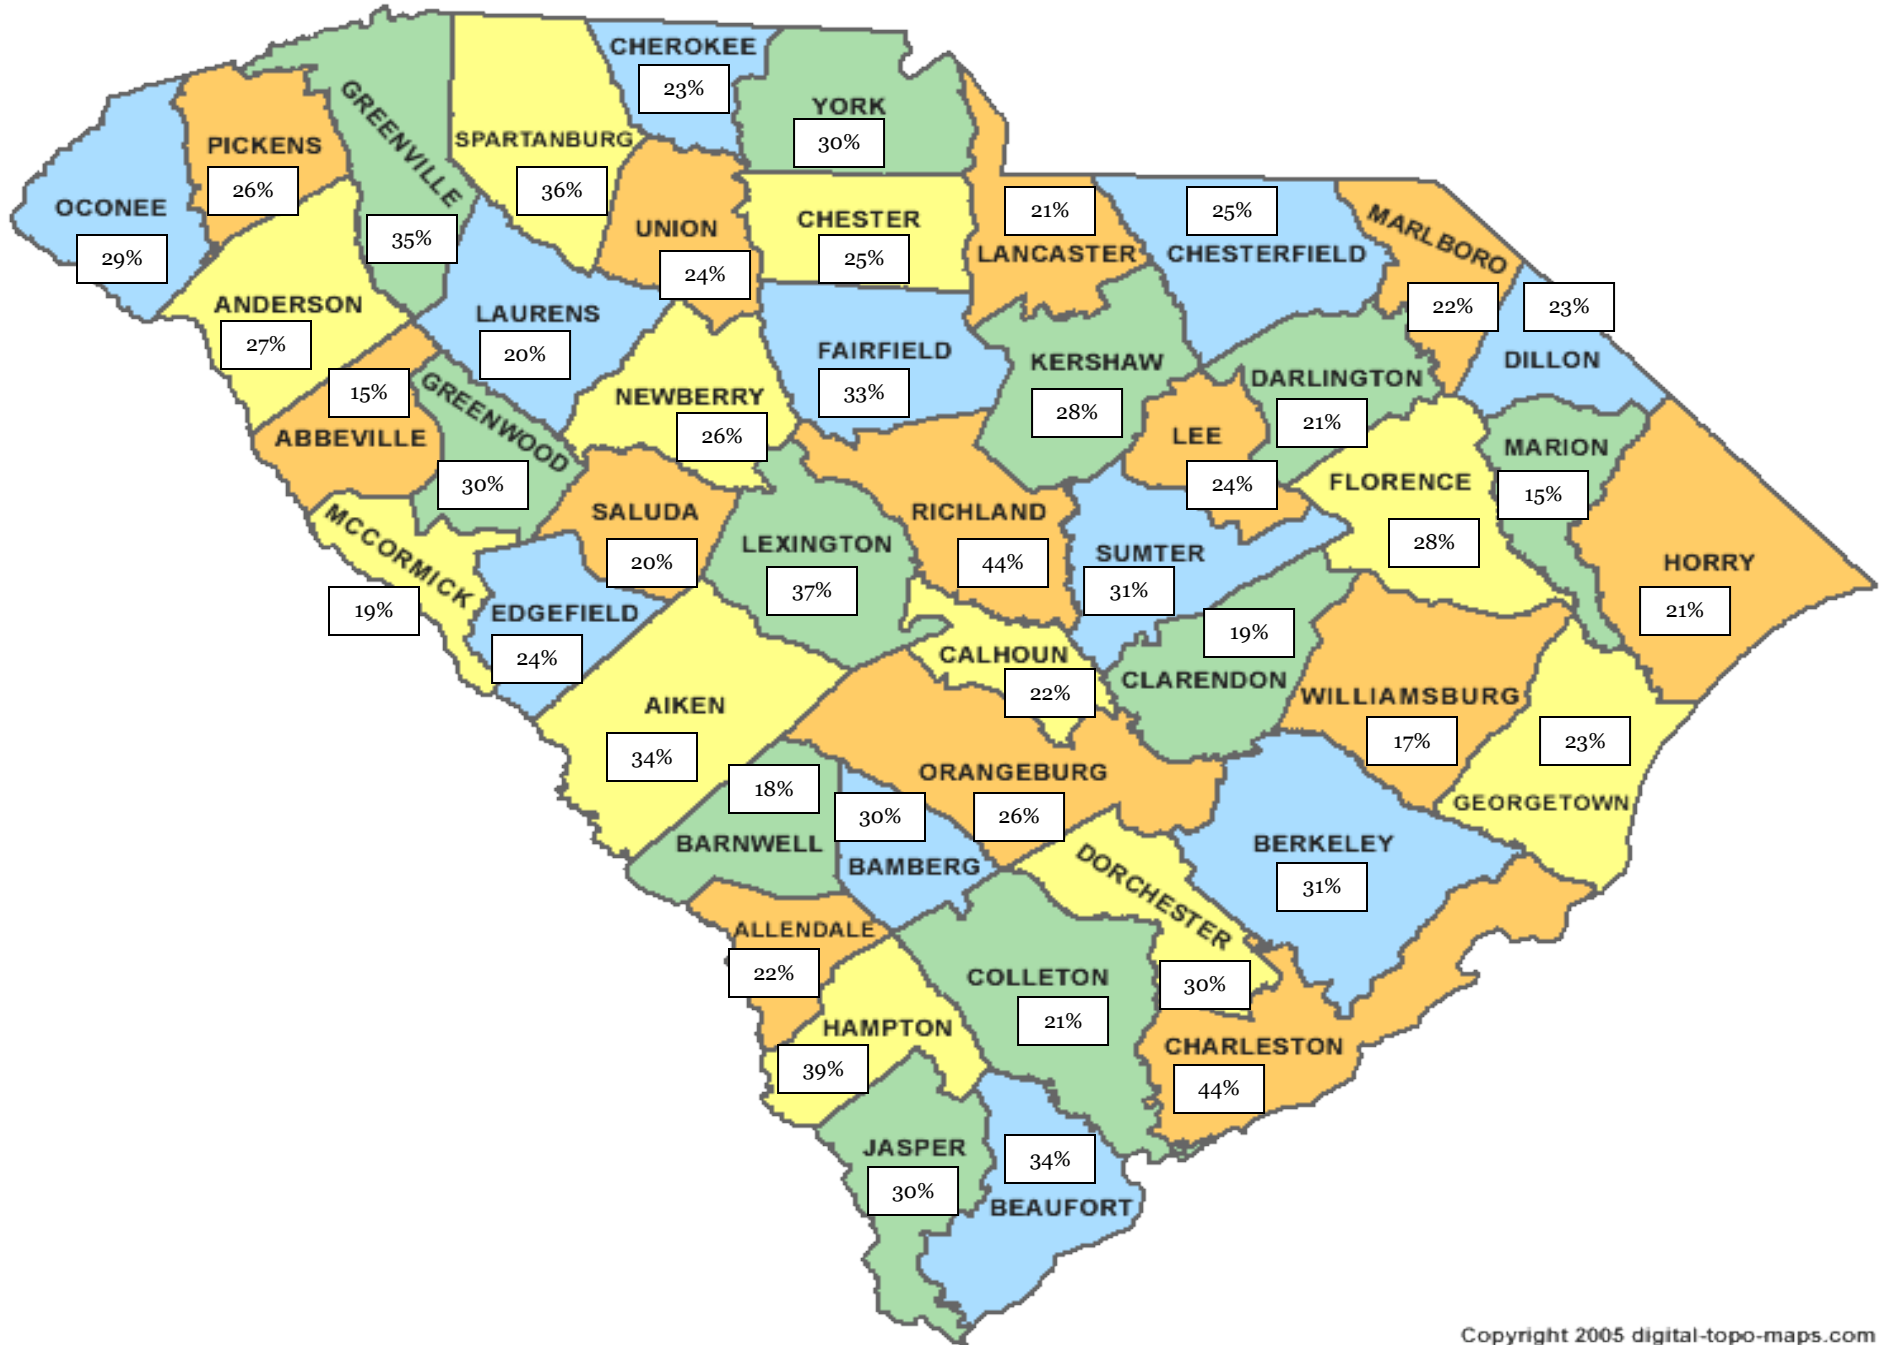 CHEROKEE
23%
YORK
30%
GREENVILLE
35%
SPARTANBURG
36%
PICKENS
26%
OCONEE
29%
UNION
24%
CHESTER
25%
21%
LANCASTER
25%
CHESTERFIELD
MARLBORO
22%
23%
DILLON
ANDERSON
27%
LAURENS
20%
FAIRFIELD
33%
KERSHAW
28%
DARLINGTON
21%
15%
ABBEVILLE
GREENWOOD
30%
NEWBERRY
26%
LEE
24%
FLORENCE
28%
MARION
15%
HORRY
21%
MCCORMICK
19%
SALUDA
20%
LEXINGTON
37%
RICHLAND
44%
SUMTER
31%
EDGEFIELD
24%
CALHOUN
22%
19%
CLARENDON
WILLIAMSBURG
17%
23%
GEORGETOWN
AIKEN
34%
ORANGEBURG
26%
18%
BARNWELL
30%
BAMBERG
BERKELEY
31%
DORCHESTER
30%
ALLENDALE
22%
COLLETON
21%
HAMPTON
39%
CHARLESTON
44%
JASPER
30%
34%
BEAUFORT
Copyright 2005 digital-topo-maps.com